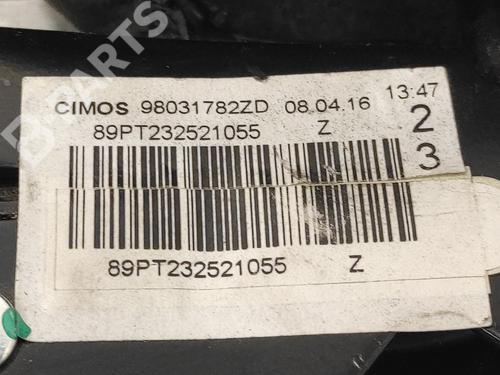 B-PARTS
CIMOS 98031782ZD 08.04.16 13:47
89PT232521055 Z
2
3
89PT232521055 Z